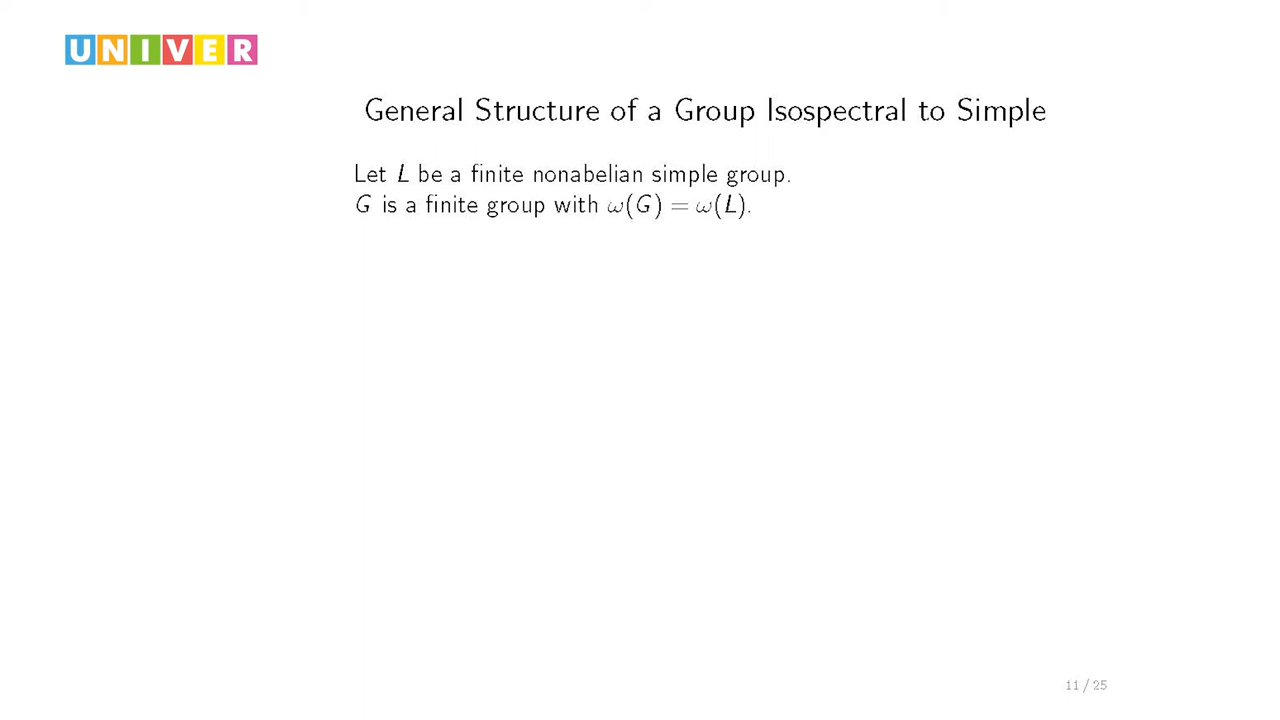 UNIVER
General Structure of a Group Isospectral to Simple
Let L be a finite nonabelian simple group.
G is a finite group with ω(G) = ω(L).
11 / 25